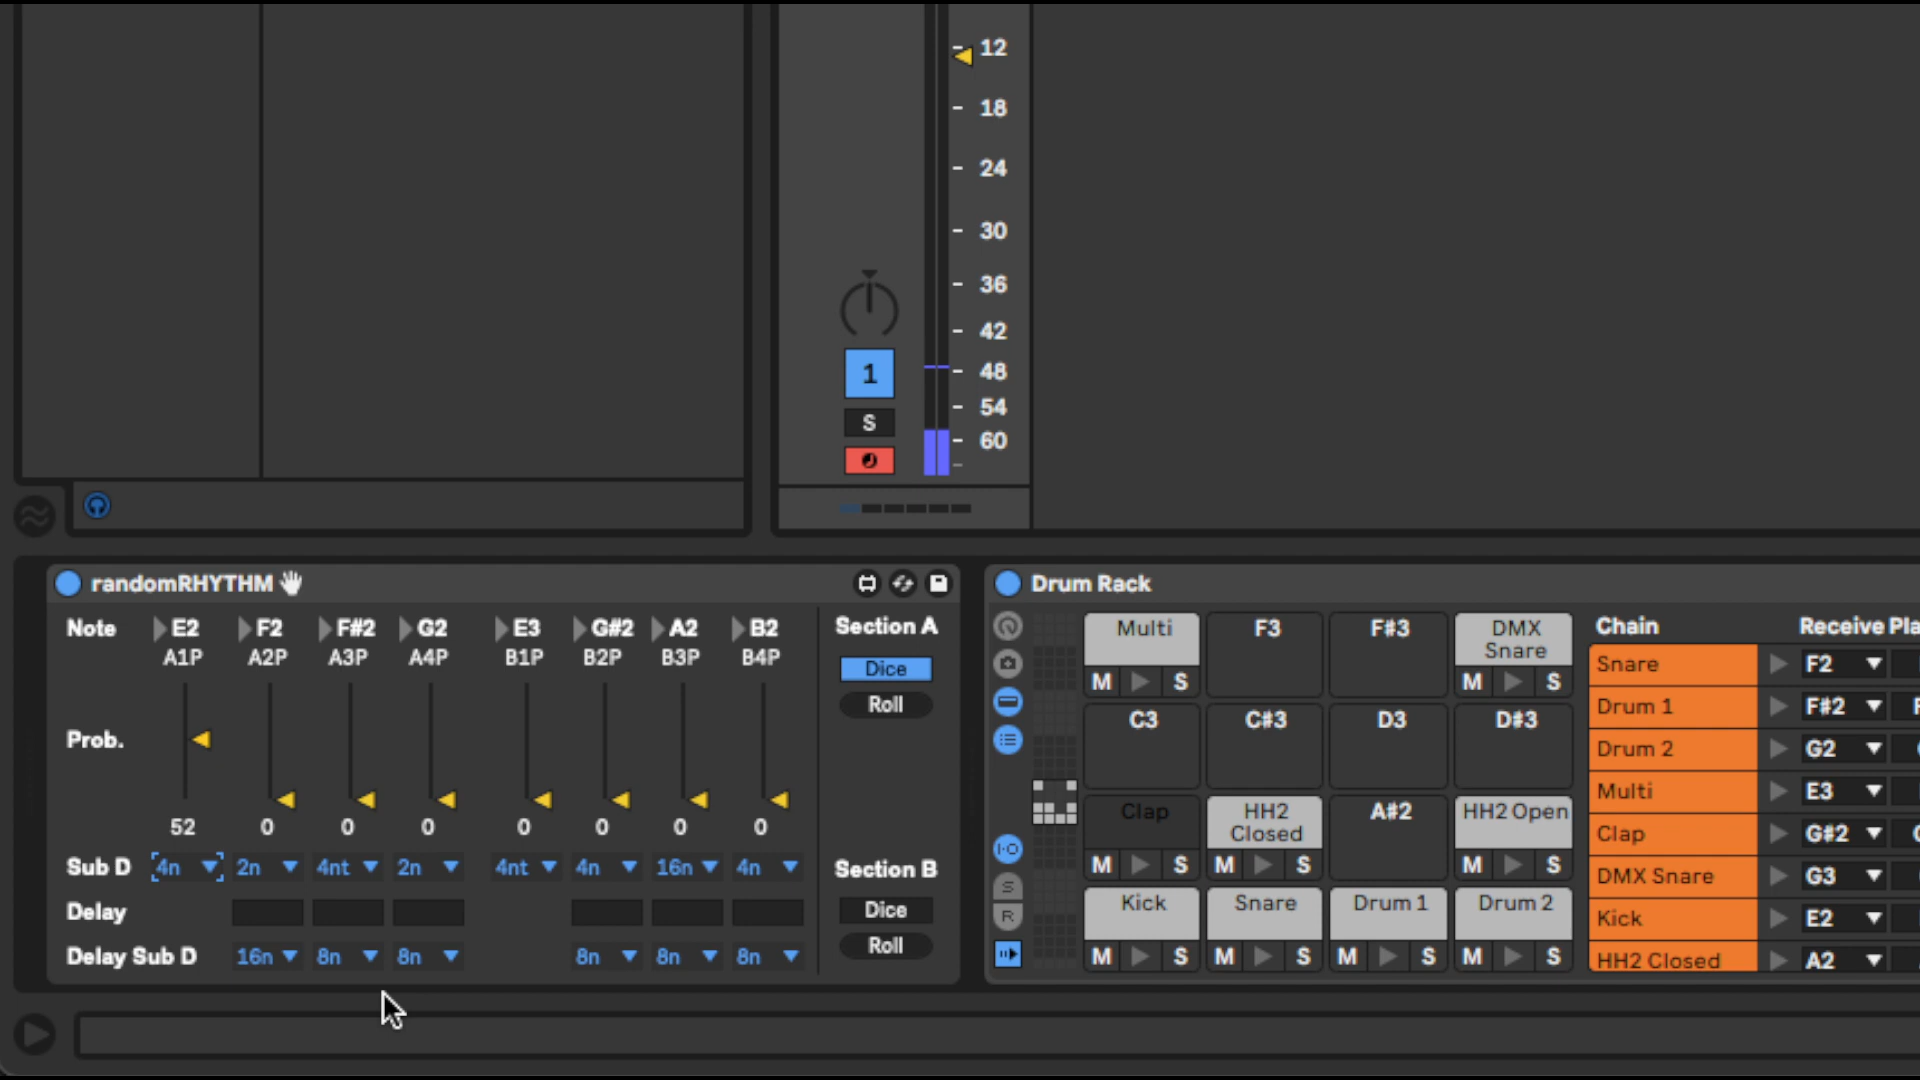 12
18
24
30
36
42
48
54
60
1
S
randomRHYTHM
Note E2 F2 F#2 G2 E3 G#2 A2 B2
A1P A2P A3P A4P B1P B2P B3P B4P
Prob.
52 0 0 0 0 0 0 0
Sub D 4n 2n 4nt 2n 4nt 4n 16n 4n
Delay
Delay Sub D 16n 8n 8n 8n 8n 8n
Section A
Dice
Roll
Section B
Dice
Roll
Drum Rack
S
R
Multi F3 F#3 DMX Snare
M S M S
C3 C#3 D3 D#3
Clap HH2 Closed A#2 HH2 Open
M S M S M S
Kick Snare Drum 1 Drum 2
M S M S M S M S
Chain Receive Pla
Snare F2
Drum 1 F#2
Drum 2 G2
Multi E3
Clap G#2
DMX Snare G3
Kick E2
HH2 Closed A2